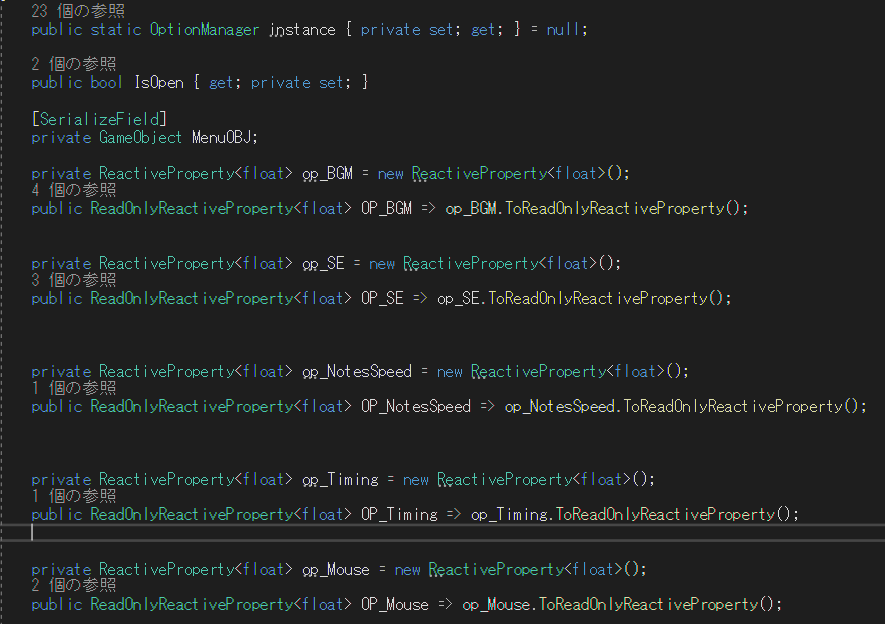 23 個の参照
public static OptionManager instance { private set; get; } = null;
2 個の参照
public bool IsOpen { get; private set; }
[SerializeField]
private GameObject MenuOBJ;
private ReactiveProperty<float> op_BGM = new ReactiveProperty<float>();
4 個の参照
public ReadOnlyReactiveProperty<float> OP_BGM => op_BGM.ToReadOnlyReactiveProperty();
private ReactiveProperty<float> op_SE = new ReactiveProperty<float>();
3 個の参照
public ReadOnlyReactiveProperty<float> OP_SE => op_SE.ToReadOnlyReactiveProperty();
private ReactiveProperty<float> op_NotesSpeed = new ReactiveProperty<float>();
1 個の参照
public ReadOnlyReactiveProperty<float> OP_NotesSpeed => op_NotesSpeed.ToReadOnlyReactiveProperty();
private ReactiveProperty<float> op_Timing = new ReactiveProperty<float>();
1 個の参照
public ReadOnlyReactiveProperty<float> OP_Timing => op_Timing.ToReadOnlyReactiveProperty();
private ReactiveProperty<float> op_Mouse = new ReactiveProperty<float>();
2 個の参照
public ReadOnlyReactiveProperty<float> OP_Mouse => op_Mouse.ToReadOnlyReactiveProperty();